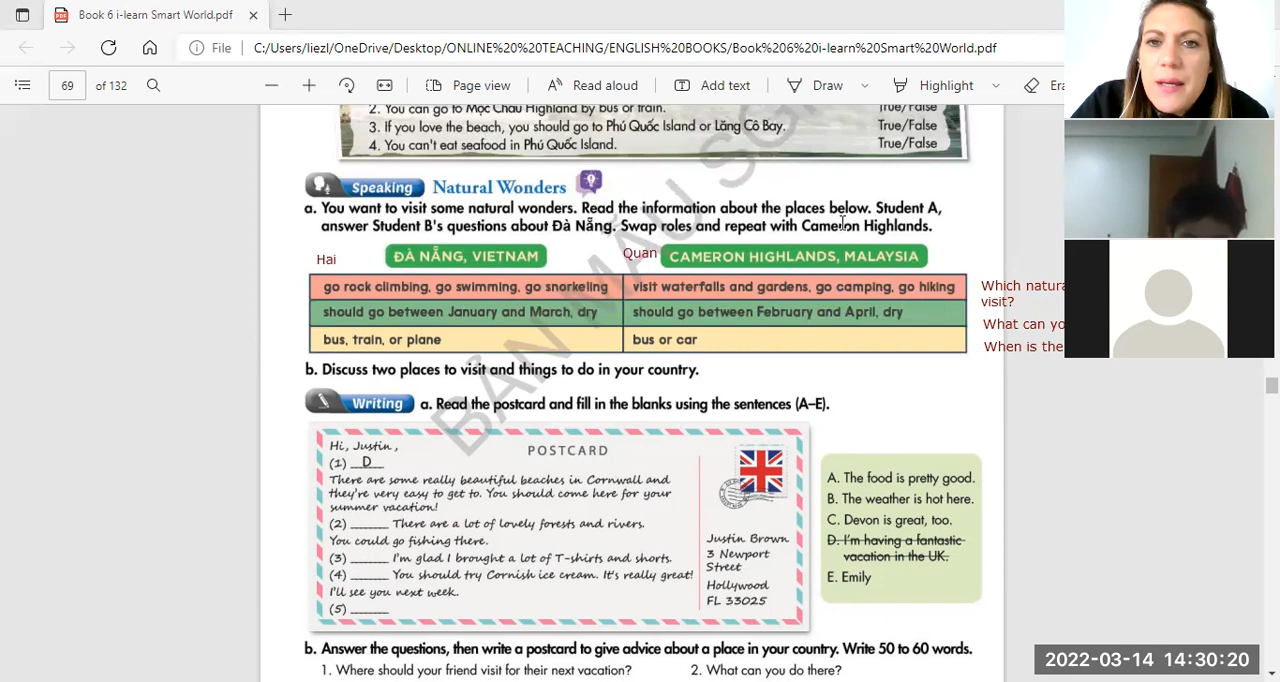 Book 6 i-learn Smart World.pdf
File C:/Users/liezl/OneDrive/Desktop/ONLINE%20%20TEACHING/ENGLISH%20BOOKS/Book%206%20i-learn%20Smart%20World.pdf
69 of 132 Page view Read aloud Add text Draw Highlight Era
2. You can go to Mộc Châu Highland by bus or train. True/False
3. If you love the beach, you should go to Phú Quốc Island or Lăng Cô Bay. True/False
4. You can't eat seafood in Phú Quốc Island. True/False
Speaking Natural Wonders
a. You want to visit some natural wonders. Read the information about the places below. Student A,
answer Student B's questions about Đà Nẵng. Swap roles and repeat with Cameron Highlands.
Hai ĐÀ NẴNG, VIETNAM Quan CAMERON HIGHLANDS, MALAYSIA
go rock climbing, go swimming, go snorkeling visit waterfalls and gardens, go camping, go hiking
Which natura
visit?
should go between January and March, dry should go between February and April, dry
What can yo
bus, train, or plane bus or car
When is the
b. Discuss two places to visit and things to do in your country.
Writing a. Read the postcard and fill in the blanks using the sentences (A–E).
POSTCARD
Hi, Justin,
(1) __D__
There are some really beautiful beaches in Cornwall and
they're very easy to get to. You should come here for your
summer vacation!
(2) ______ There are a lot of lovely forests and rivers.
You could go fishing there.
(3) ______ I'm glad I brought a lot of T-shirts and shorts.
(4) ______ You should try Cornish ice cream. It's really great!
I'll see you next week.
(5) ______
Justin Brown
3 Newport
Street
Hollywood
FL 33025
A. The food is pretty good.
B. The weather is hot here.
C. Devon is great, too.
D. I'm having a fantastic
vacation in the UK.
E. Emily
b. Answer the questions, then write a postcard to give advice about a place in your country. Write 50 to 60 words.
1. Where should your friend visit for their next vacation? 2. What can you do there?
BẢN MẪU SG
2022-03-14 14:30:20